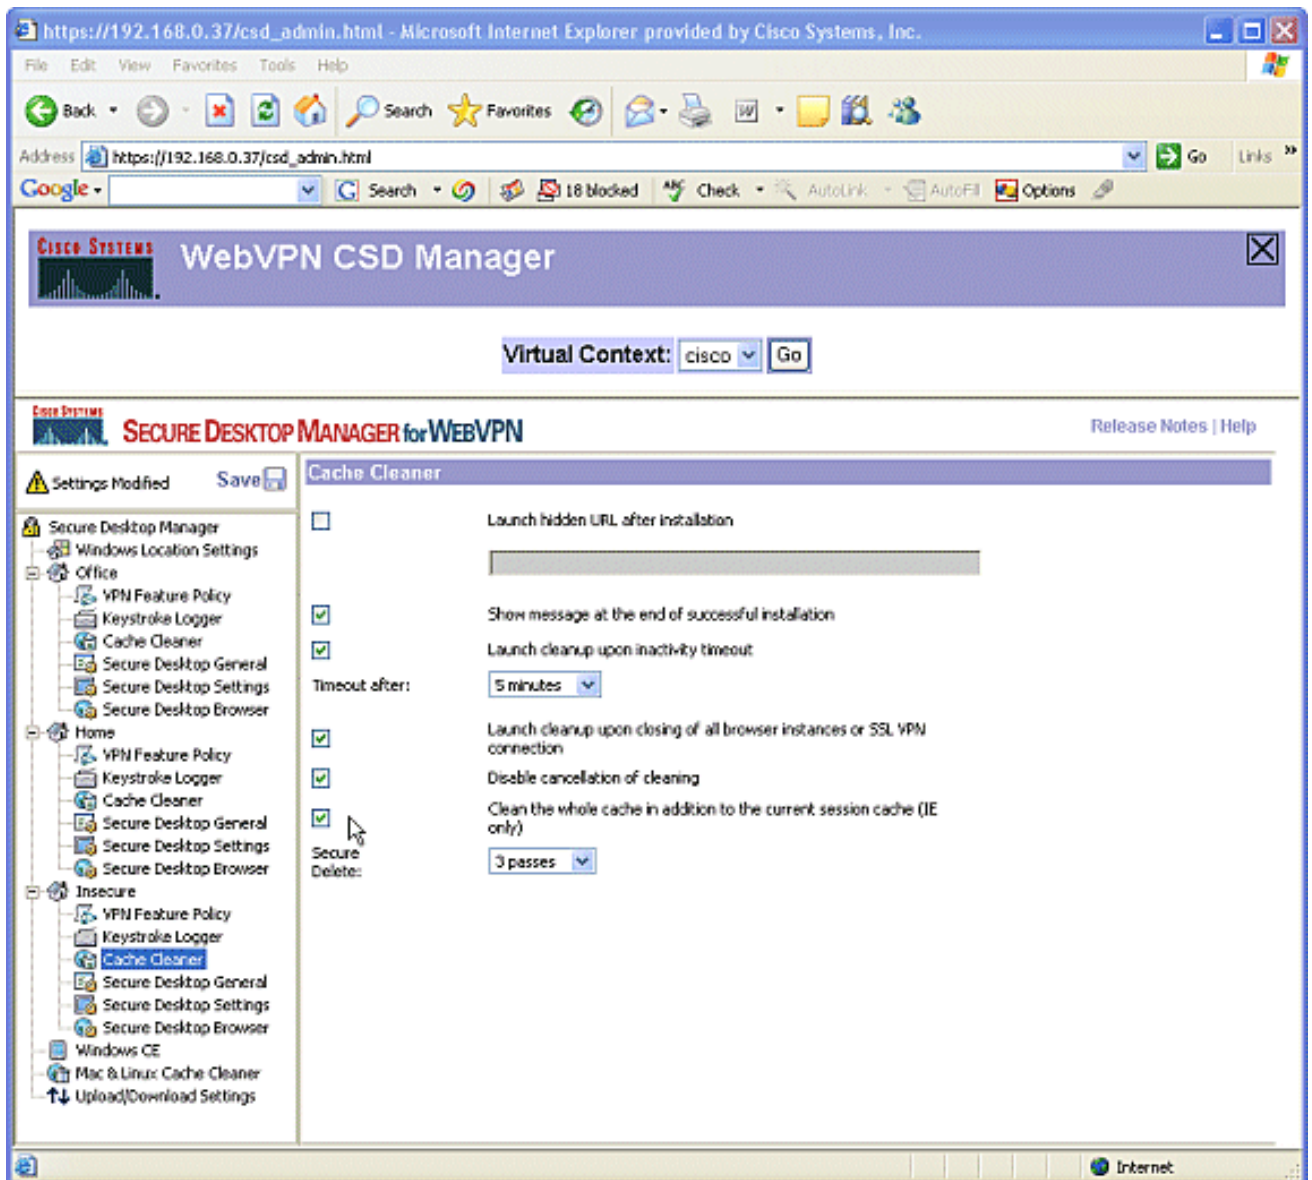 https://192.168.0.37/csd_admin.html - Microsoft Internet Explorer provided by Cisco Systems, Inc.
File Edit View Favorites Tools Help
Back Search Favorites
Address https://192.168.0.37/csd_admin.html Go Links »
Google Search 18 blocked ABC Check AutoLink AutoFill Options
CISCO SYSTEMS WebVPN CSD Manager
Virtual Context: cisco Go
CISCO SYSTEMS SECURE DESKTOP MANAGER for WEBVPN Release Notes | Help
Settings Modified Save
Secure Desktop Manager
Windows Location Settings
Office
VPN Feature Policy
Keystroke Logger
Cache Cleaner
Secure Desktop General
Secure Desktop Settings
Secure Desktop Browser
Home
VPN Feature Policy
Keystroke Logger
Cache Cleaner
Secure Desktop General
Secure Desktop Settings
Secure Desktop Browser
Insecure
VPN Feature Policy
Keystroke Logger
Cache Cleaner
Secure Desktop General
Secure Desktop Settings
Secure Desktop Browser
Windows CE
Mac & Linux Cache Cleaner
Upload/Download Settings
Cache Cleaner
Launch hidden URL after installation
Show message at the end of successful installation
Launch cleanup upon inactivity timeout
Timeout after: 5 minutes
Launch cleanup upon closing of all browser instances or SSL VPN
connection
Disable cancellation of cleaning
Clean the whole cache in addition to the current session cache (IE
only)
Secure
Delete: 3 passes
Internet